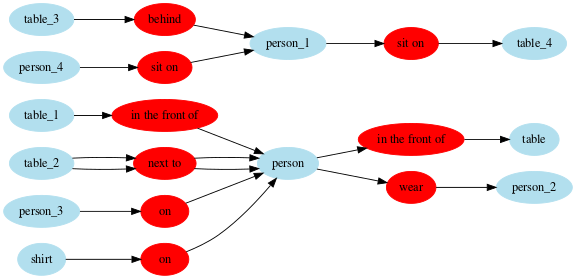 table_3 behind
person_1 sit on table_4
person_4 sit on
table_1 in the front of
in the front of table
table_2 next to person
wear person_2
person_3 on
shirt on